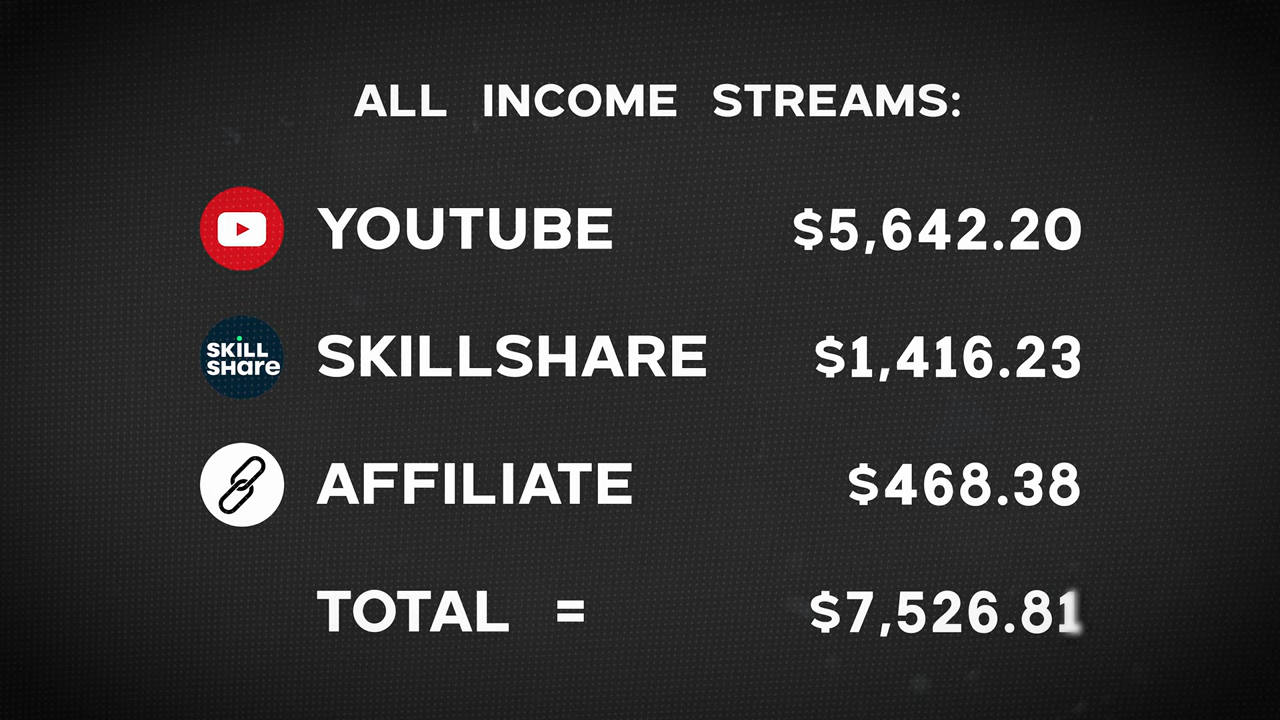 ALL INCOME STREAMS:
YOUTUBE $5,642.20
SKILL
SHare
SKILLSHARE $1,416.23
AFFILIATE $468.38
TOTAL = $7,526.81